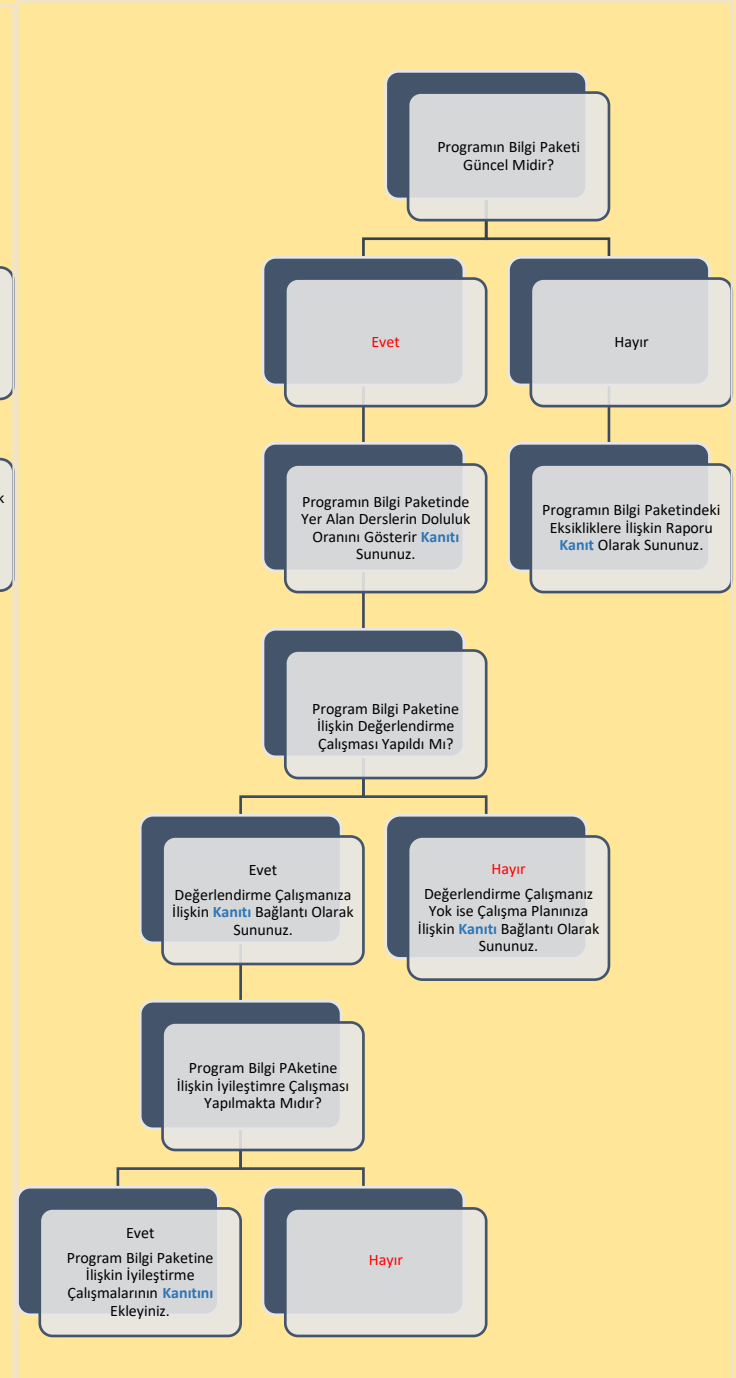 Programın Bilgi Paketi
Güncel Midir?
Evet
Hayır
Programın Bilgi Paketinde
Yer Alan Derslerin Doluluk
Oranını Gösterir Kanıtı
Sununuz.
Programın Bilgi Paketindeki
Eksikliklere İlişkin Raporu
Kanıt Olarak Sununuz.
k
Program Bilgi Paketine
İlişkin Değerlendirme
Çalışması Yapıldı Mı?
Evet
Değerlendirme Çalışmanıza
İlişkin Kanıtı Bağlantı Olarak
Sununuz.
Hayır
Değerlendirme Çalışmanız
Yok ise Çalışma Planınıza
İlişkin Kanıtı Bağlantı Olarak
Sununuz.
Program Bilgi PAketine
İlişkin İyileştimre Çalışması
Yapılmakta Mıdır?
Evet
Program Bilgi Paketine
İlişkin İyileştirme
Çalışmalarının Kanıtını
Ekleyiniz.
Hayır